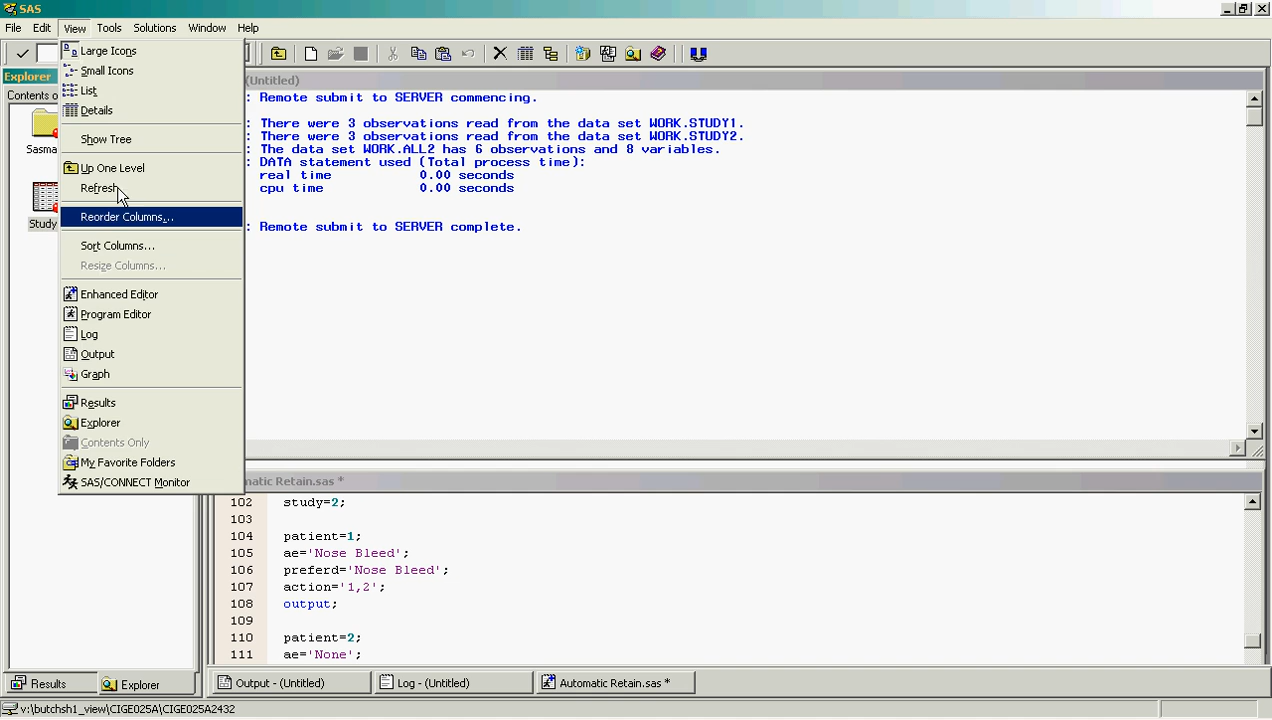 SAS
File Edit View Tools Solutions Window Help
Large Icons
Small Icons
List
Details
Show Tree
Up One Level
Refresh
Reorder Columns...
Sort Columns...
Resize Columns...
Enhanced Editor
Program Editor
Log
Output
Graph
Results
Explorer
Contents Only
My Favorite Folders
SAS/CONNECT Monitor
Explorer
Contents o
Sasma
Study
Results
Explorer
(Untitled)
: Remote submit to SERVER commencing.
: There were 3 observations read from the data set WORK.STUDY1.
: There were 3 observations read from the data set WORK.STUDY2.
: The data set WORK.ALL2 has 6 observations and 8 variables.
: DATA statement used (Total process time):
real time 0.00 seconds
cpu time 0.00 seconds
: Remote submit to SERVER complete.
matic Retain.sas *
102 study=2;
103
104 patient=1;
105 ae='Nose Bleed';
106 preferd='Nose Bleed';
107 action='1,2';
108 output;
109
110 patient=2;
111 ae='None';
Output - (Untitled) Log - (Untitled) Automatic Retain.sas *
v:\butchsh1_view\CIGE025A\CIGE025A2432